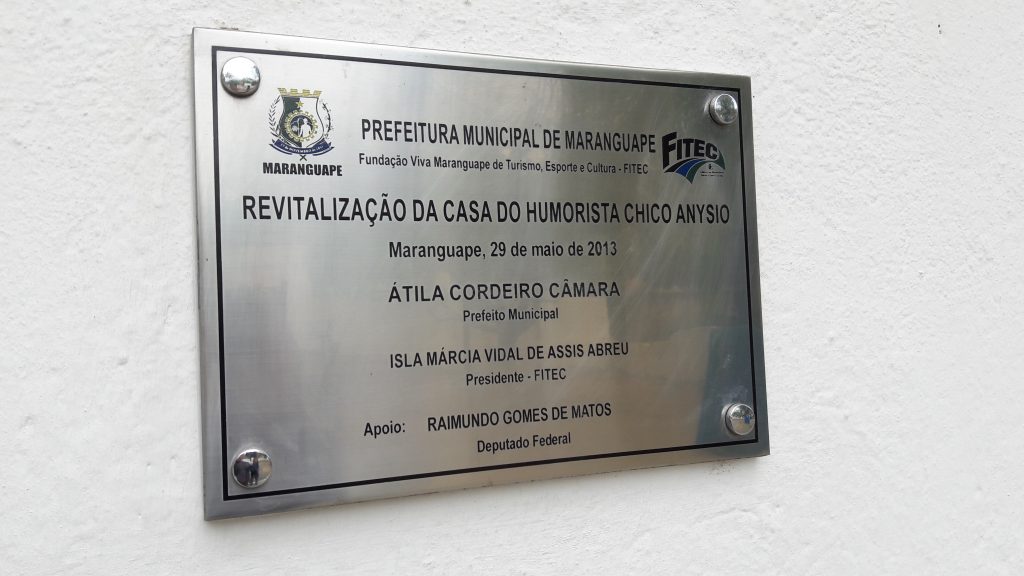 MARANGUAPE
PREFEITURA MUNICIPAL DE MARANGUAPE
Fundação Viva Maranguape de Turismo, Esporte e Cultura - FITEC
FITEC
REVITALIZAÇÃO DA CASA DO HUMORISTA CHICO ANYSIO
Maranguape, 29 de maio de 2013
ÁTILA CORDEIRO CÂMARA
Prefeito Municipal
ISLA MÁRCIA VIDAL DE ASSIS ABREU
Presidente - FITEC
Apoio: RAIMUNDO GOMES DE MATOS
Deputado Federal